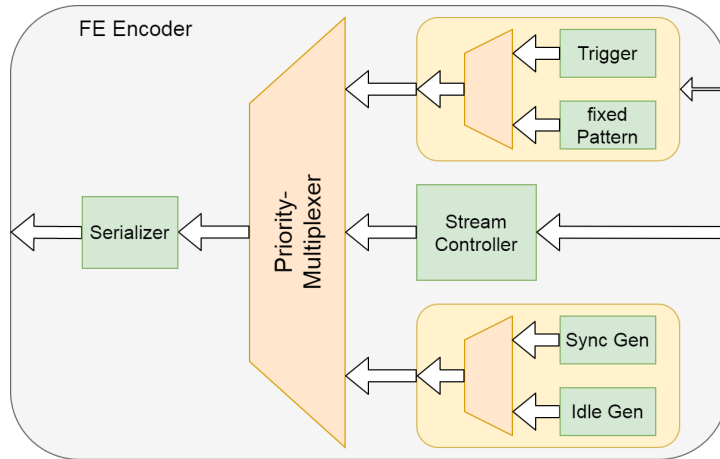 FE Encoder
Trigger
fixed
Pattern
Serializer
Priority-
Multiplexer
Stream
Controller
Sync Gen
Idle Gen